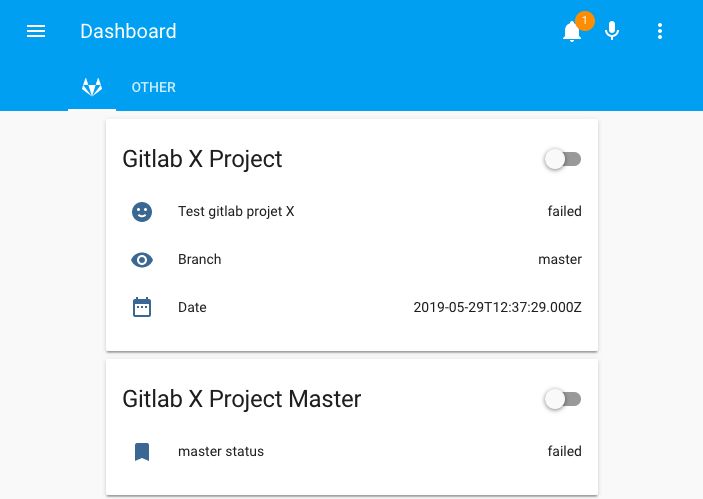 Dashboard
1
OTHER
Gitlab X Project
Test gitlab projet X failed
Branch master
Date 2019-05-29T12:37:29.000Z
Gitlab X Project Master
master status failed